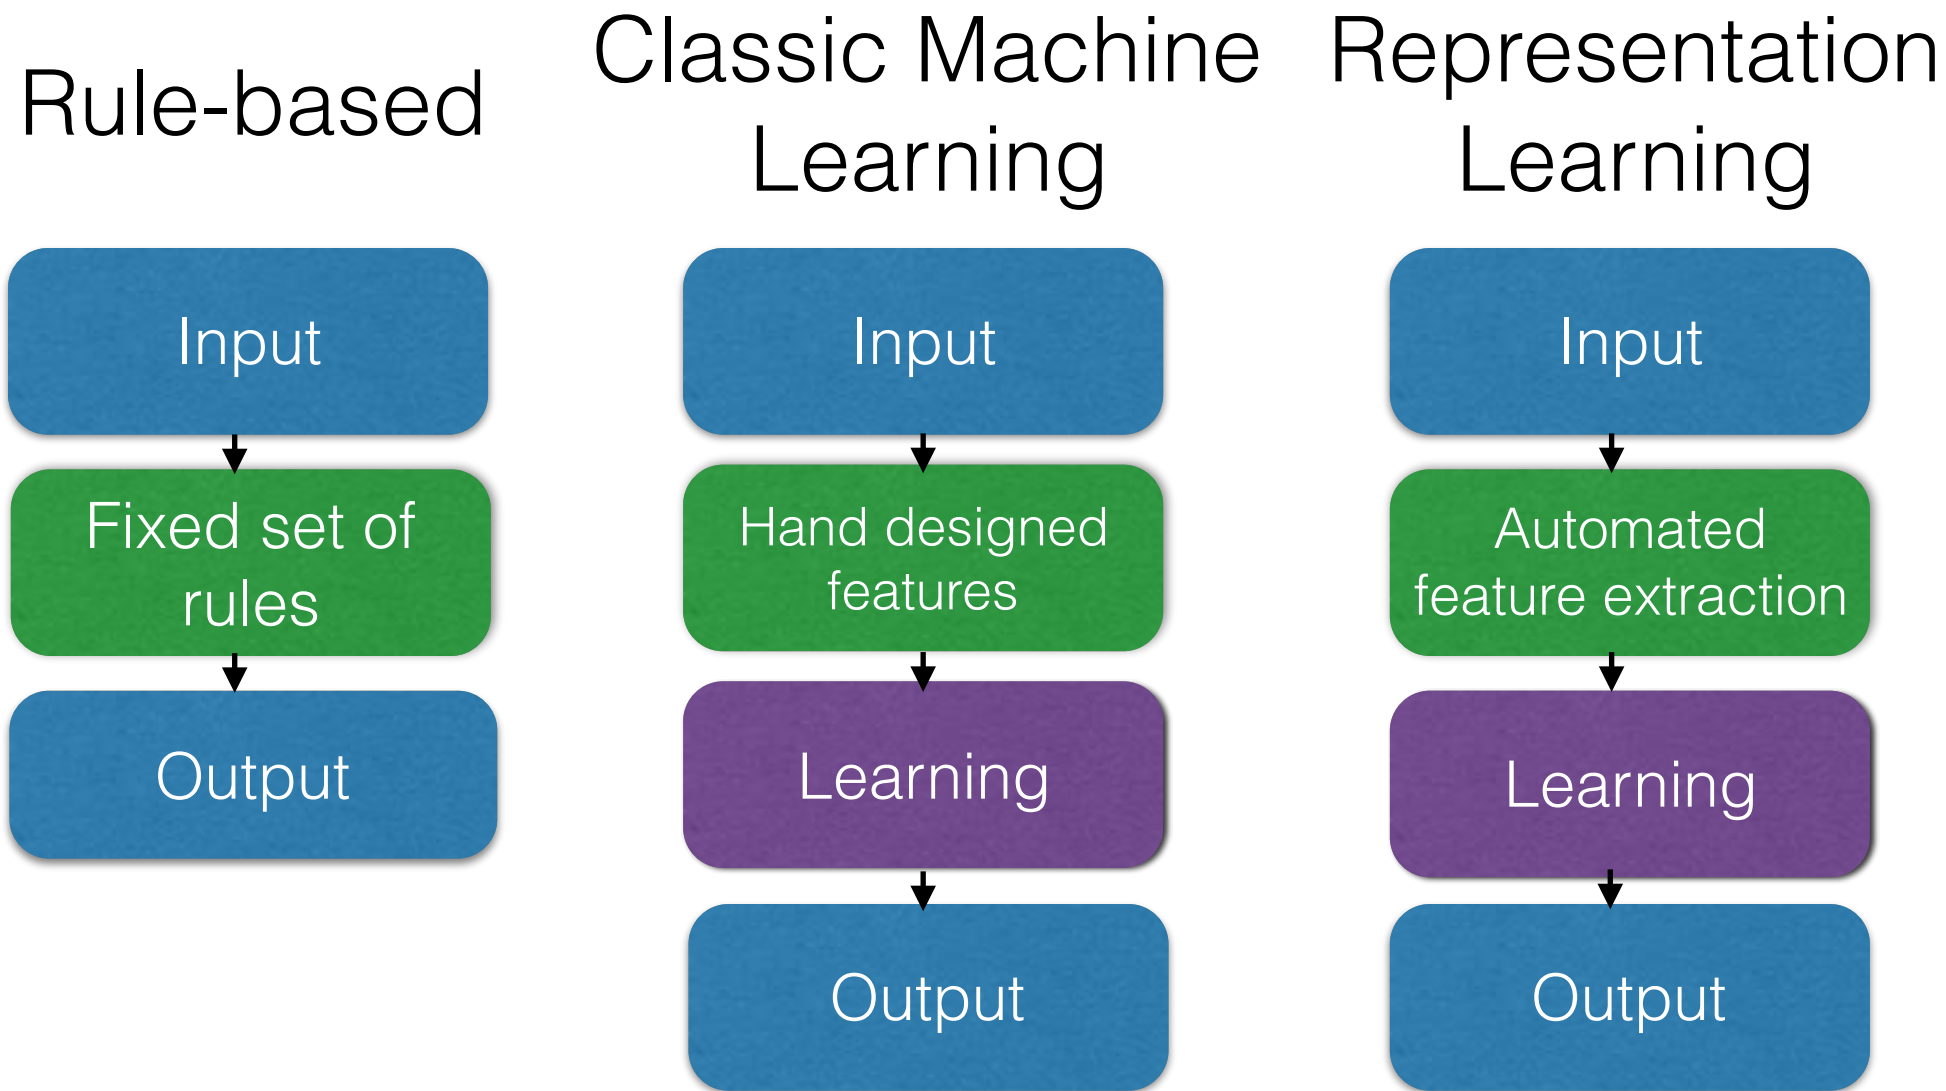 Rule-based
Input
Fixed set of
rules
Output
Classic Machine
Learning
Input
Hand designed
features
Learning
Output
Representation
Learning
Input
Automated
feature extraction
Learning
Output